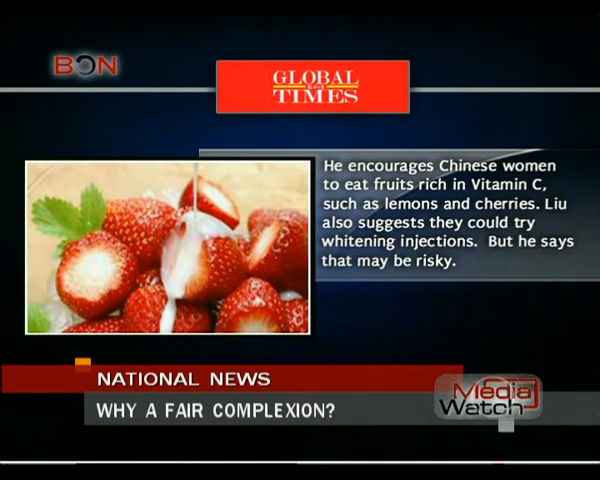 BON
GLOBAL
TIMES
He encourages Chinese women
to eat fruits rich in Vitamin C,
such as lemons and cherries. Liu
also suggests they could try
whitening injections.  But he says
that may be risky.
NATIONAL NEWS
WHY A FAIR COMPLEXION?
Media
Watch